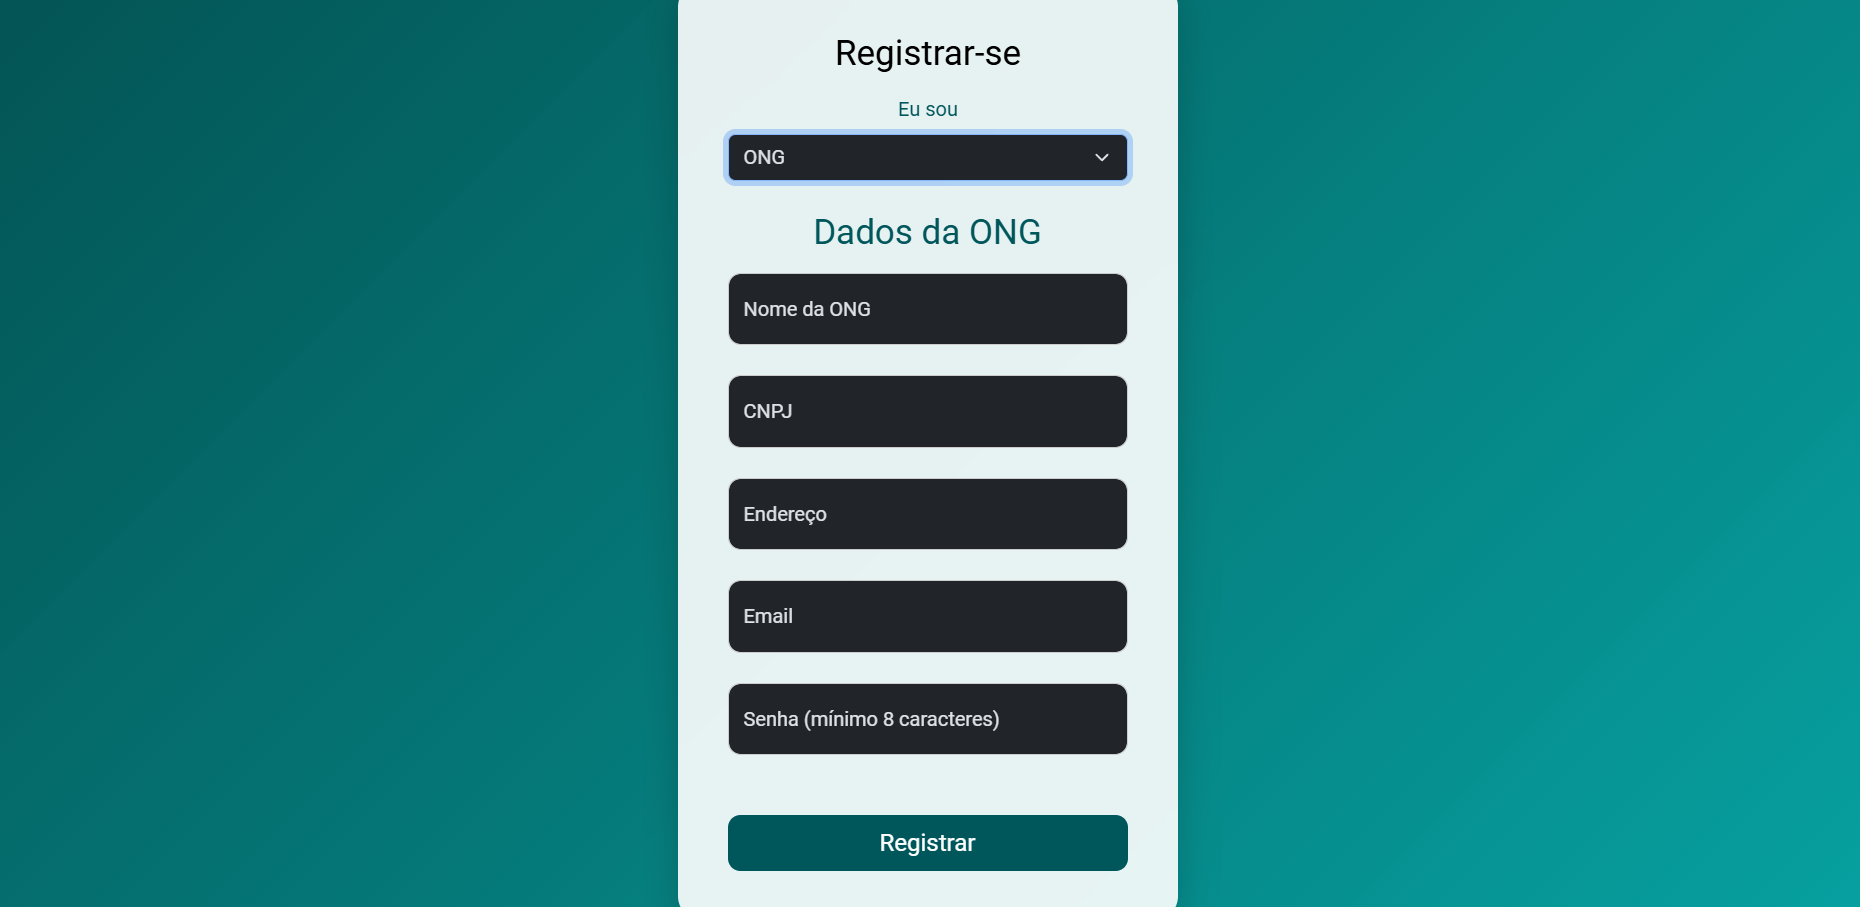 Registrar-se
Eu sou
ONG
Dados da ONG
Nome da ONG
CNPJ
Endereço
Email
Senha (mínimo 8 caracteres)
Registrar